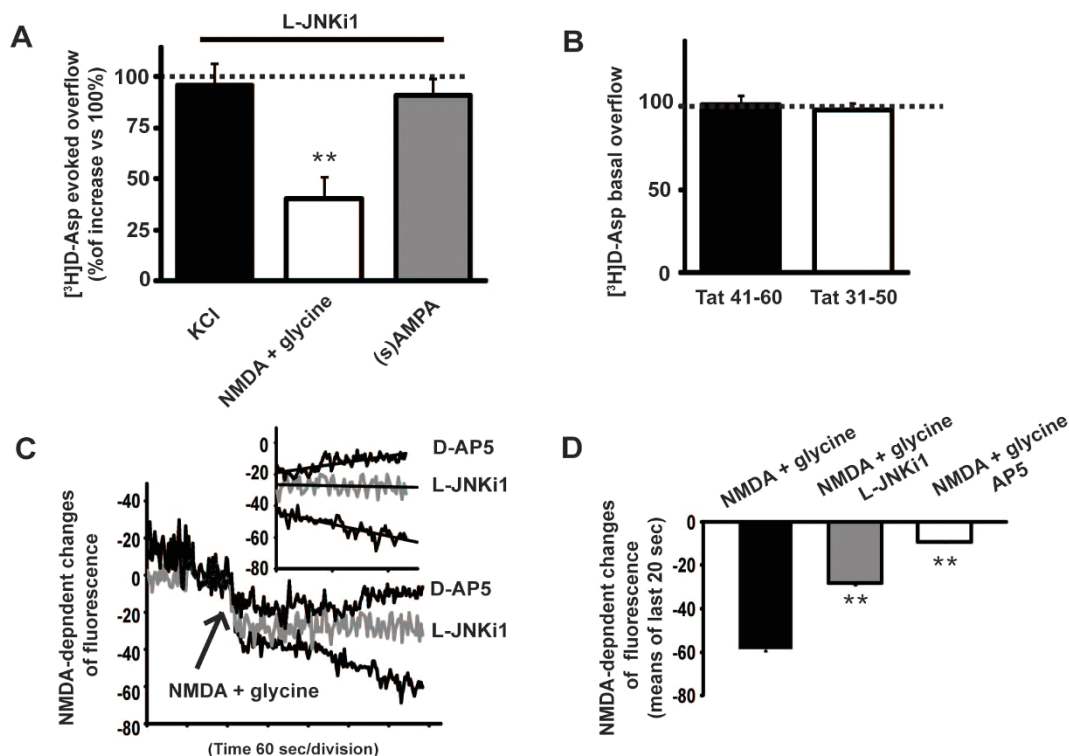 A
L-JNKi1
[³H]D-Asp evoked overflow
(%of increase vs 100%)
100
75
50
25
0
**
KCl
NMDA + glycine
(s)AMPA
B
[³H]D-Asp basal overflow
100
50
0
Tat 41-60
Tat 31-50
C
NMDA-depndent changes
of fluorescence
-40
-20
0
-20
-40
-60
-80
0
-20
-40
-60
-80
D-AP5
L-JNKi1
D-AP5
L-JNKi1
NMDA + glycine
(Time 60 sec/division)
D
NMDA + glycine
NMDA + glycine
L-JNKi1
NMDA + glycine
AP5
NMDA-depndent changes
of fluorescence
(means of last 20 sec)
0
-20
-40
-60
-80
**
**